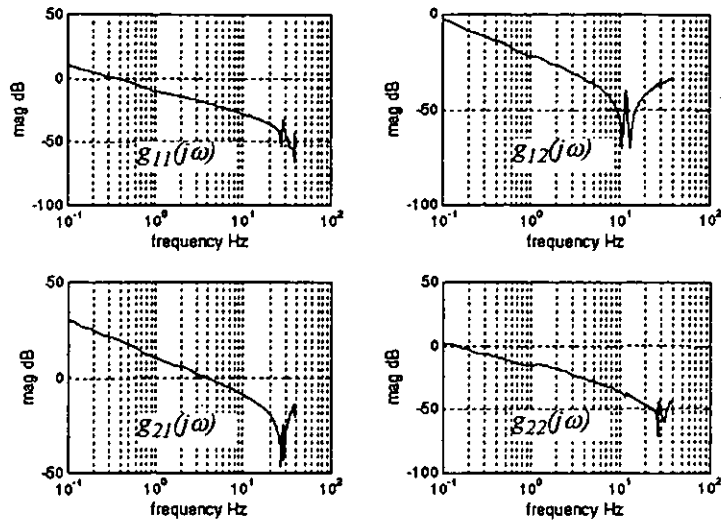 50
0
-50
-100
mag dB
g11(jω)
10^-1
10^0
10^1
10^2
frequency Hz
0
-50
-100
mag dB
g12(jω)
10^-1
10^0
10^1
10^2
frequency Hz
50
0
-50
mag dB
g21(jω)
10^-1
10^0
10^1
10^2
frequency Hz
50
0
-50
-100
mag dB
g22(jω)
10^-1
10^0
10^1
10^2
frequency Hz